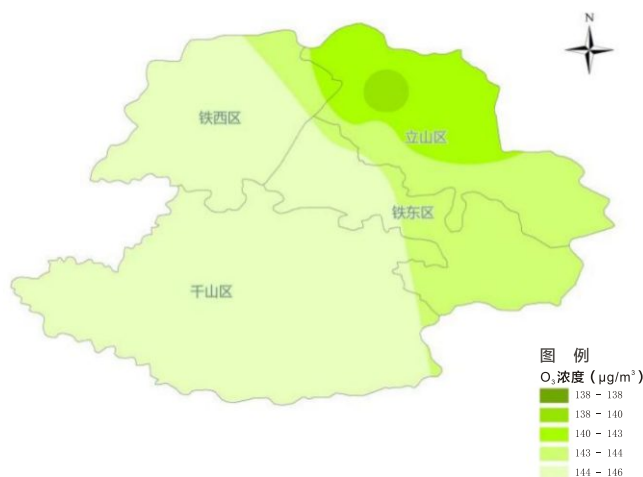 N
铁西区
立山区
铁东区
千山区
图 例
O₃浓度(μg/m³)
138 - 138
138 - 140
140 - 143
143 - 144
144 - 146